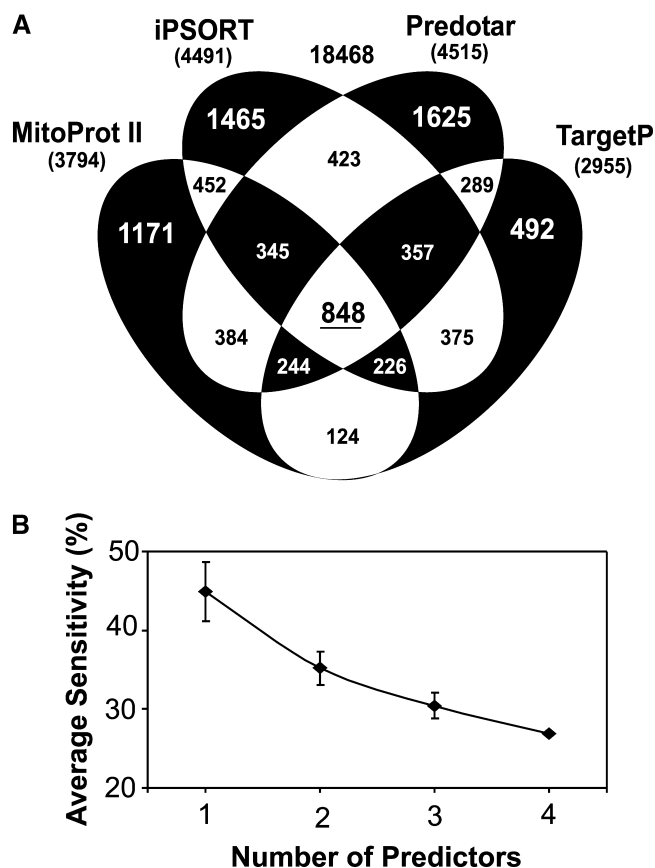 A
iPSORT
(4491)
18468
Predotar
(4515)
MitoProt II
(3794)
TargetP
(2955)
1465
1625
423
452
289
1171
492
345
357
848
384
375
244
226
124
B
Average Sensitivity (%)
50
40
30
20
1 2 3 4
Number of Predictors